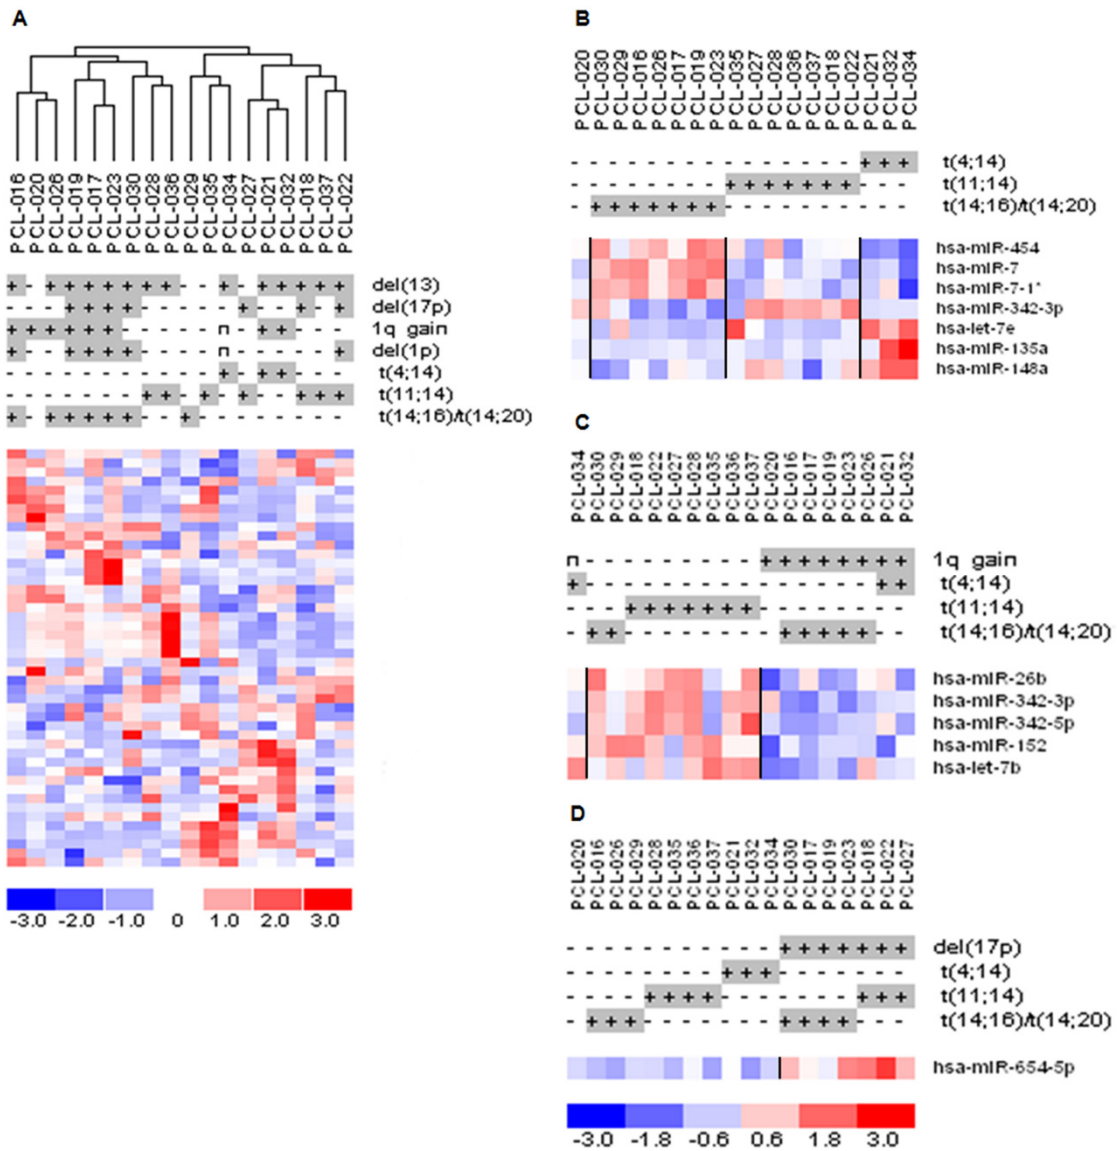 A
PCL-016 PCL-020 PCL-026 PCL-019 PCL-017 PCL-023 PCL-030 PCL-028 PCL-036 PCL-029 PCL-035 PCL-034 PCL-027 PCL-021 PCL-032 PCL-018 PCL-037 PCL-022
+ - + + + + + + + - - + - + + + + + del(13)
- - - + + + + - - - - - + - - + - + del(17p)
+ + + + + + - - - - - n - + + - - - 1q gain
+ - - + + + + - - - - n - - - - - + del(1p)
- - - - - - - - - - - + - + + - - - t(4;14)
- - - - - - - + + - + - + - - + + + t(11;14)
+ - + + + + + - - + - - - - - - - - t(14;16)/t(14;20)
-3.0 -2.0 -1.0 0 1.0 2.0 3.0
B
PCL-020 PCL-030 PCL-029 PCL-016 PCL-026 PCL-017 PCL-019 PCL-023 PCL-035 PCL-027 PCL-028 PCL-036 PCL-037 PCL-018 PCL-022 PCL-021 PCL-032 PCL-034
- - - - - - - - - - - - - - - + + + t(4;14)
- - - - - - - - + + + + + + + - - - t(11;14)
- + + + + + + + - - - - - - - - - - t(14;16)/t(14;20)
hsa-miR-454
hsa-miR-7
hsa-miR-7-1*
hsa-miR-342-3p
hsa-let-7e
hsa-miR-135a
hsa-miR-148a
C
PCL-034 PCL-030 PCL-029 PCL-018 PCL-022 PCL-027 PCL-028 PCL-035 PCL-036 PCL-037 PCL-020 PCL-016 PCL-017 PCL-019 PCL-023 PCL-026 PCL-021 PCL-032
n - - - - - - - - - + + + + + + + + 1q gain
+ - - - - - - - - - - - - - - - + + t(4;14)
- - - + + + + + + + - - - - - - - - t(11;14)
- + + - - - - - - - - + + + + + - - t(14;16)/t(14;20)
hsa-miR-26b
hsa-miR-342-3p
hsa-miR-342-5p
hsa-miR-152
hsa-let-7b
D
PCL-020 PCL-016 PCL-026 PCL-029 PCL-028 PCL-035 PCL-036 PCL-037 PCL-021 PCL-032 PCL-034 PCL-030 PCL-017 PCL-019 PCL-023 PCL-018 PCL-022 PCL-027
- - - - - - - - - - - + + + + + + + del(17p)
- - - - - - - - + + + - - - - - - - t(4;14)
- - - - + + + + - - - - - - - + + + t(11;14)
- + + + - - - - - - - + + + + - - - t(14;16)/t(14;20)
hsa-miR-654-5p
-3.0 -1.8 -0.6 0.6 1.8 3.0